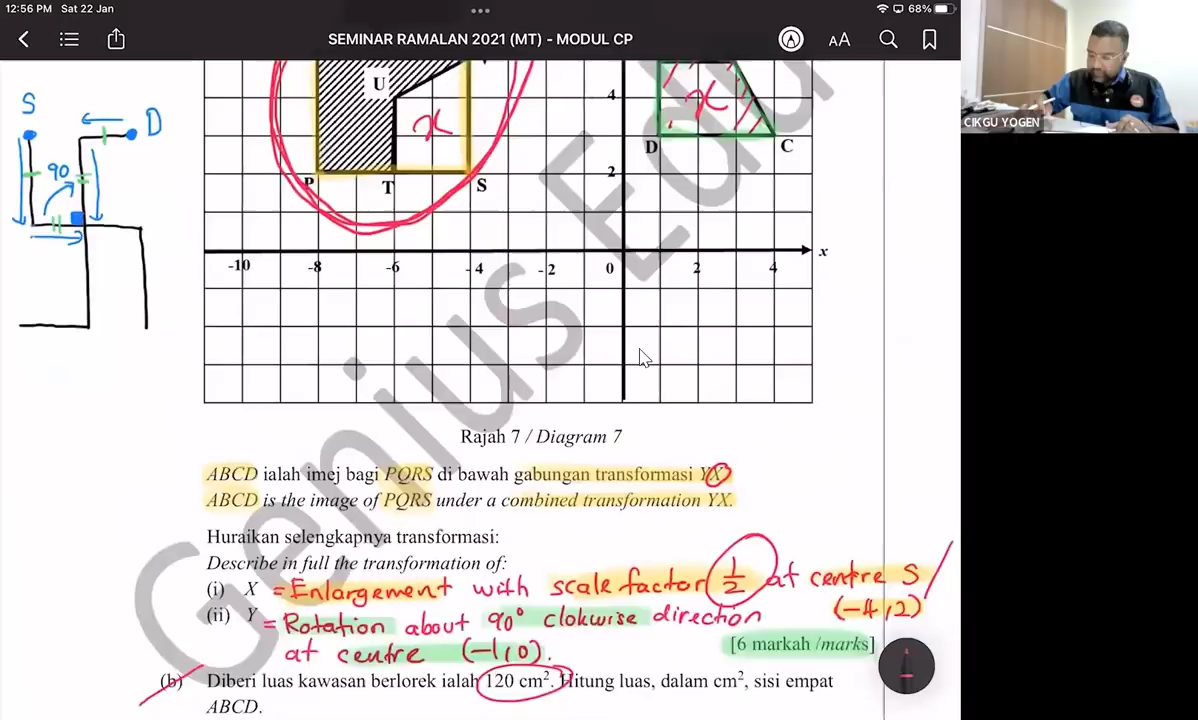 12:56 PM Sat 22 Jan
68%
SEMINAR RAMALAN 2021 (MT) - MODUL CP
AA
CIKGU YOGEN
S
D
90
U
x
P
T
S
4
2
x
D
C
-10
-8
-6
-4
-2
0
2
4
x
Genius Edu
Rajah 7 / Diagram 7
ABCD ialah imej bagi PQRS di bawah gabungan transformasi YX
ABCD is the image of PQRS under a combined transformation YX.
Huraikan selengkapnya transformasi:
Describe in full the transformation of:
(i) X = Enlargement with scale factor 1/2 at centre S
(-4,2)
(ii) Y = Rotation about 90° clokwise direction
at centre (-1,0).
[6 markah /marks]
(b) Diberi luas kawasan berlorek ialah 120 cm². Hitung luas, dalam cm², sisi empat
ABCD.